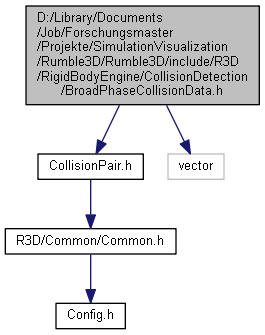 D:/Library/Documents
/Job/Forschungsmaster
/Projekte/SimulationVisualization
/Rumble3D/Rumble3D/include/R3D
/RigidBodyEngine/CollisionDetection
/BroadPhaseCollisionData.h
CollisionPair.h
vector
R3D/Common/Common.h
Config.h